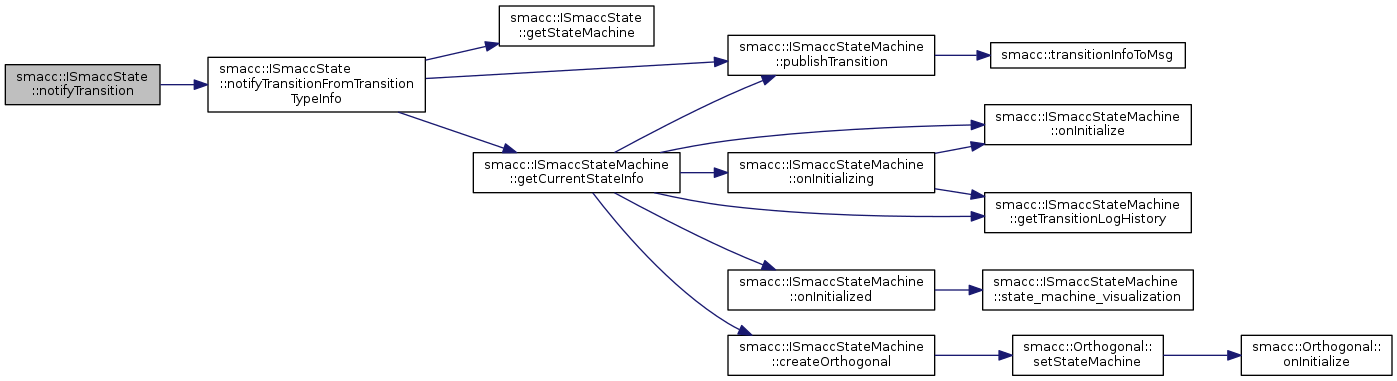 smacc::ISmaccState
::notifyTransition
smacc::ISmaccState
::notifyTransitionFromTransition
TypeInfo
smacc::ISmaccState
::getStateMachine
smacc::ISmaccStateMachine
::publishTransition
smacc::transitionInfoToMsg
smacc::ISmaccStateMachine
::getCurrentStateInfo
smacc::ISmaccStateMachine
::onInitializing
smacc::ISmaccStateMachine
::onInitialize
smacc::ISmaccStateMachine
::getTransitionLogHistory
smacc::ISmaccStateMachine
::onInitialized
smacc::ISmaccStateMachine
::state_machine_visualization
smacc::ISmaccStateMachine
::createOrthogonal
smacc::Orthogonal::
setStateMachine
smacc::Orthogonal::
onInitialize